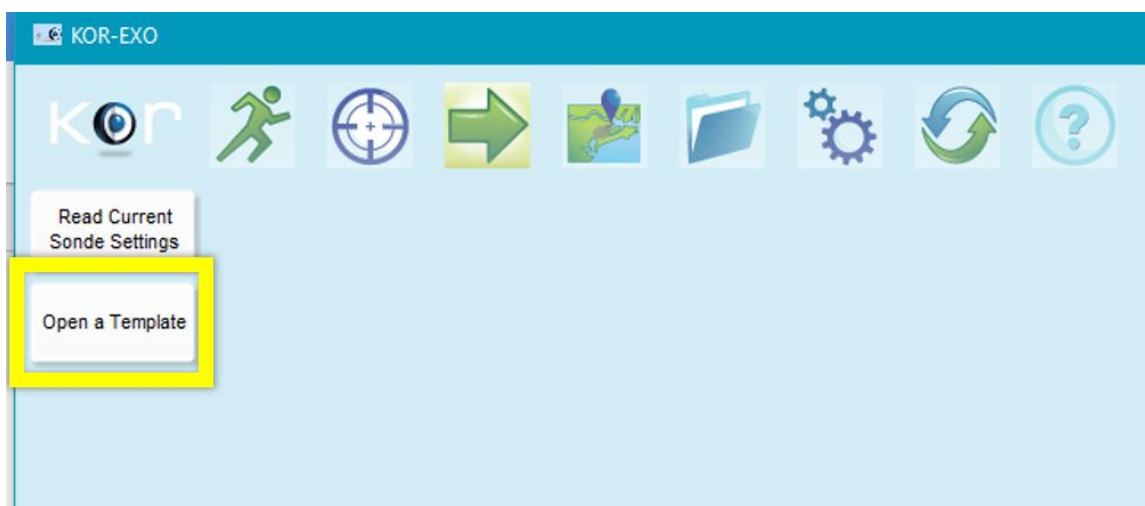 KOR-EXO
Kor
Read Current
Sonde Settings
Open a Template
?